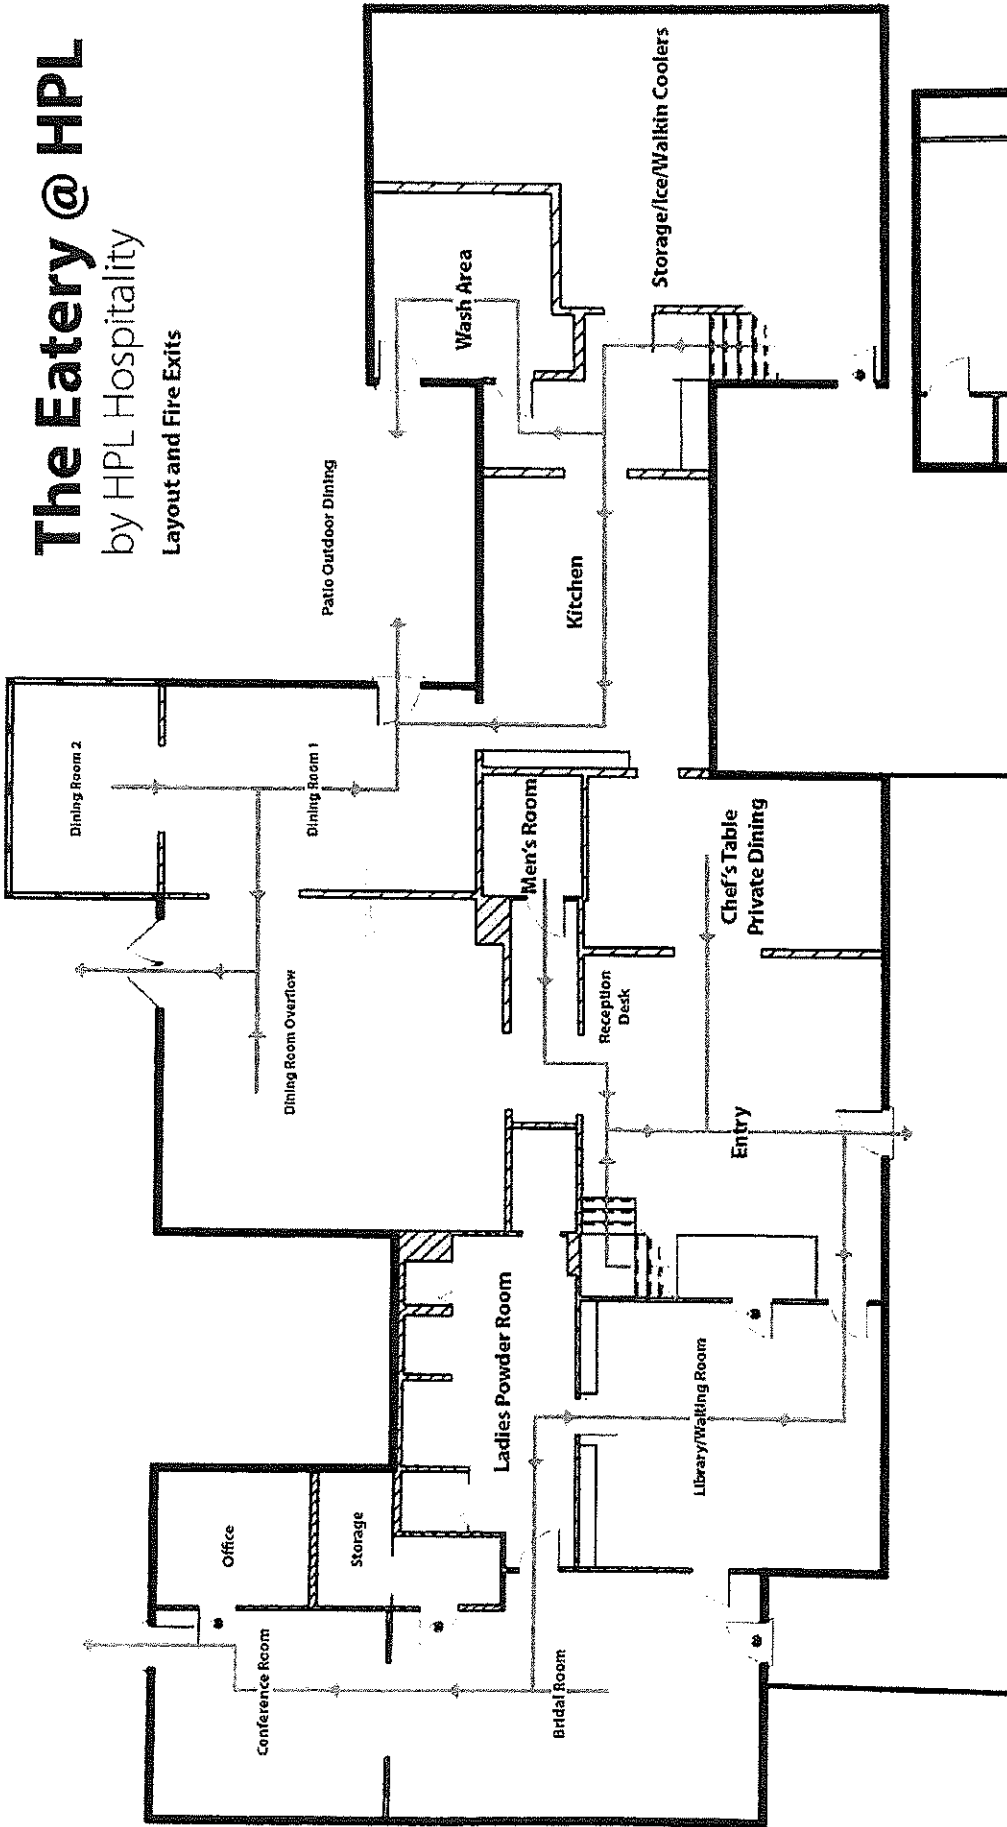 The Eatery @ HPL
by HPL Hospitality
Layout and Fire Exits
Dining Room 2
Dining Room 1
Patio Outdoor Dining
Wash Area
Storage/Ice/Walkin Coolers
Kitchen
Dining Room Overflow
Men's Room
Reception
Desk
Chef's Table
Private Dining
Entry
Office
Storage
Ladies Powder Room
Library/Waiting Room
Conference Room
Bridal Room